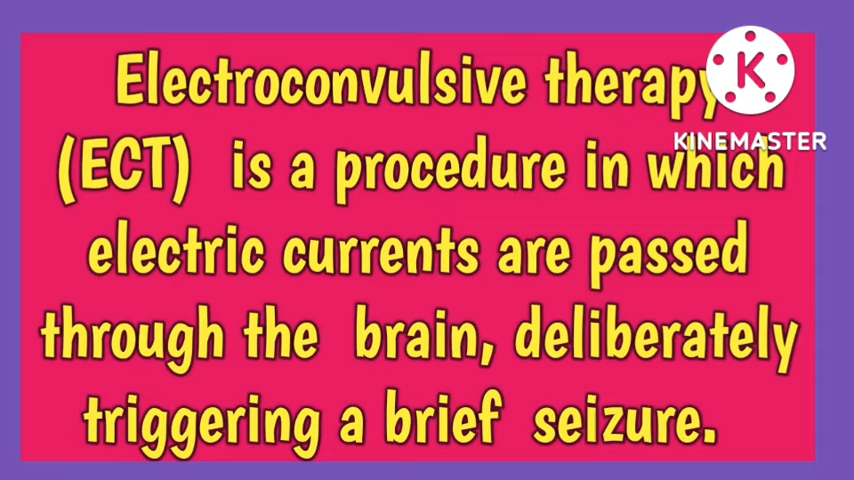 Electroconvulsive therapy
(ECT) is a procedure in which
electric currents are passed
through the brain, deliberately
triggering a brief seizure.
K
KINEMASTER